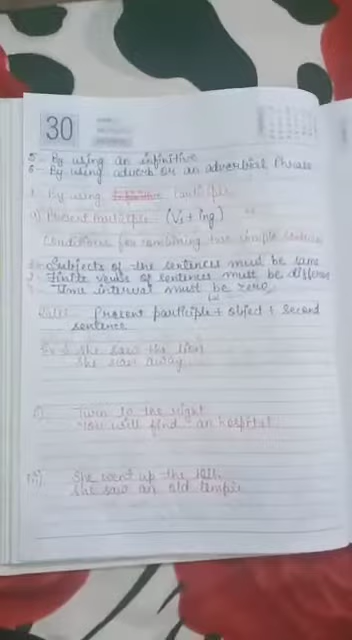 30
5- By using an infinitive
6- By using adverb or an adverbial Phrase
1. By using participle
a) Present participle - (V1 + ing)
Conditions for combining two simple sentences
Subjects of the sentences must be same
2- Finite verbs of sentences must be different
Time interval must be zero
Rule: Present participle + object + second
sentence
She saw the lion
She ran away
Turn to the right
You will find an hospital
iii) She went up the hill
She saw an old temple